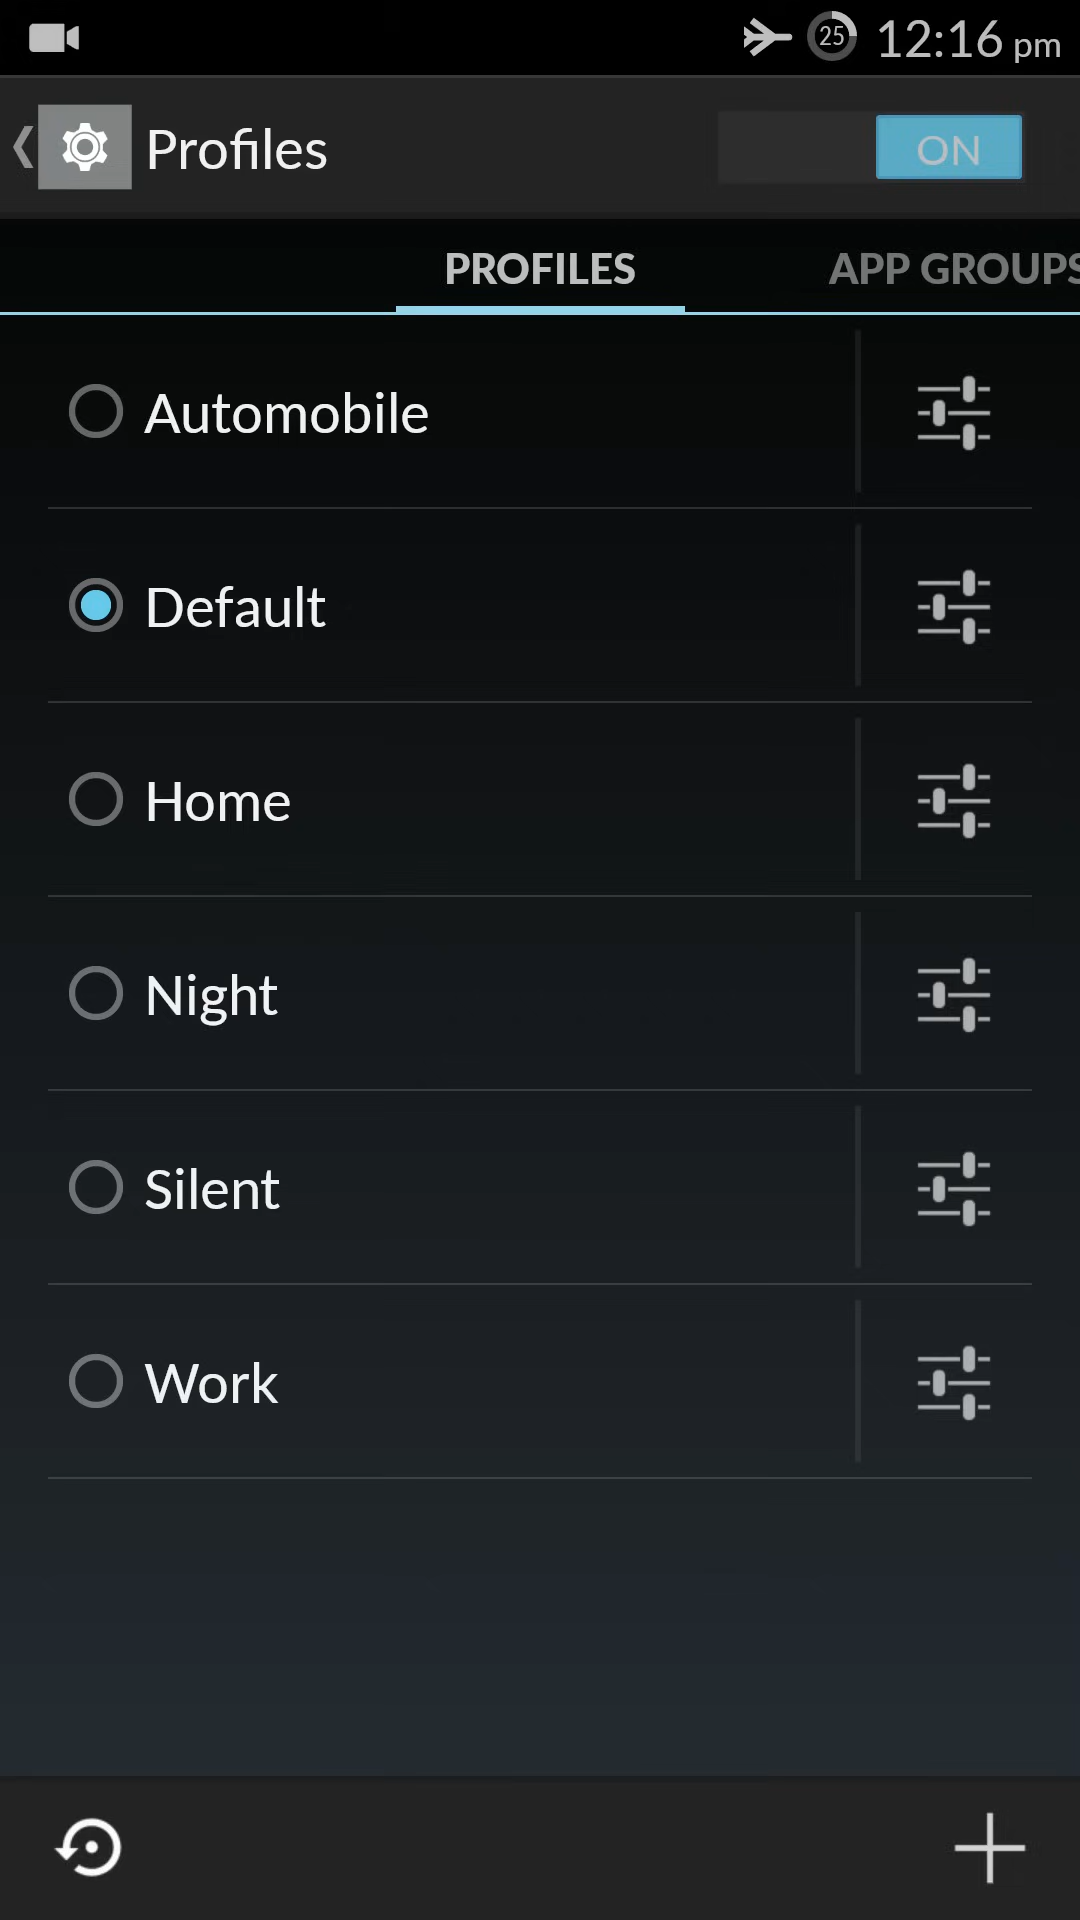 25 12:16 pm
Profiles ON
PROFILES APP GROUPS
Automobile
Default
Home
Night
Silent
Work